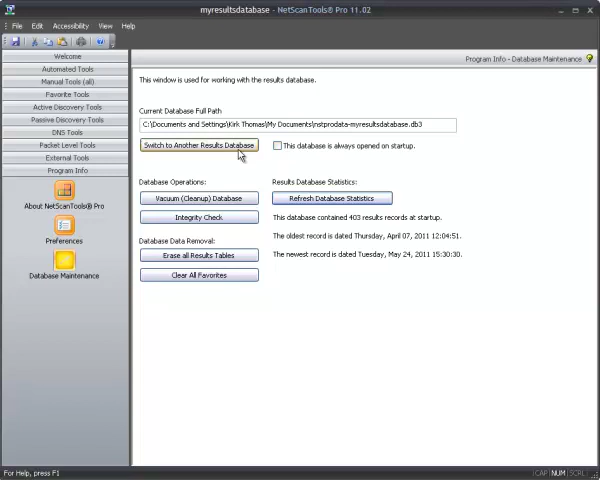 myresultsdatabase - NetScanTools® Pro 11.02
File Edit Accessibility View Help
Welcome
Automated Tools
Manual Tools (all)
Favorite Tools
Active Discovery Tools
Passive Discovery Tools
DNS Tools
Packet Level Tools
External Tools
Program Info
About NetScanTools® Pro
Preferences
Database Maintenance
Program Info - Database Maintenance
This window is used for working with the results database.
Current Database Full Path
C:\Documents and Settings\Kirk Thomas\My Documents\nstprodata-myresultsdatabase.db3
Switch to Another Results Database
This database is always opened on startup.
Database Operations:
Vacuum (Cleanup) Database
Integrity Check
Database Data Removal:
Erase all Results Tables
Clear All Favorites
Results Database Statistics:
Refresh Database Statistics
This database contained 403 results records at startup.
The oldest record is dated Thursday, April 07, 2011 12:04:51.
The newest record is dated Tuesday, May 24, 2011 15:30:30.
For Help, press F1
CAP NUM SCRL